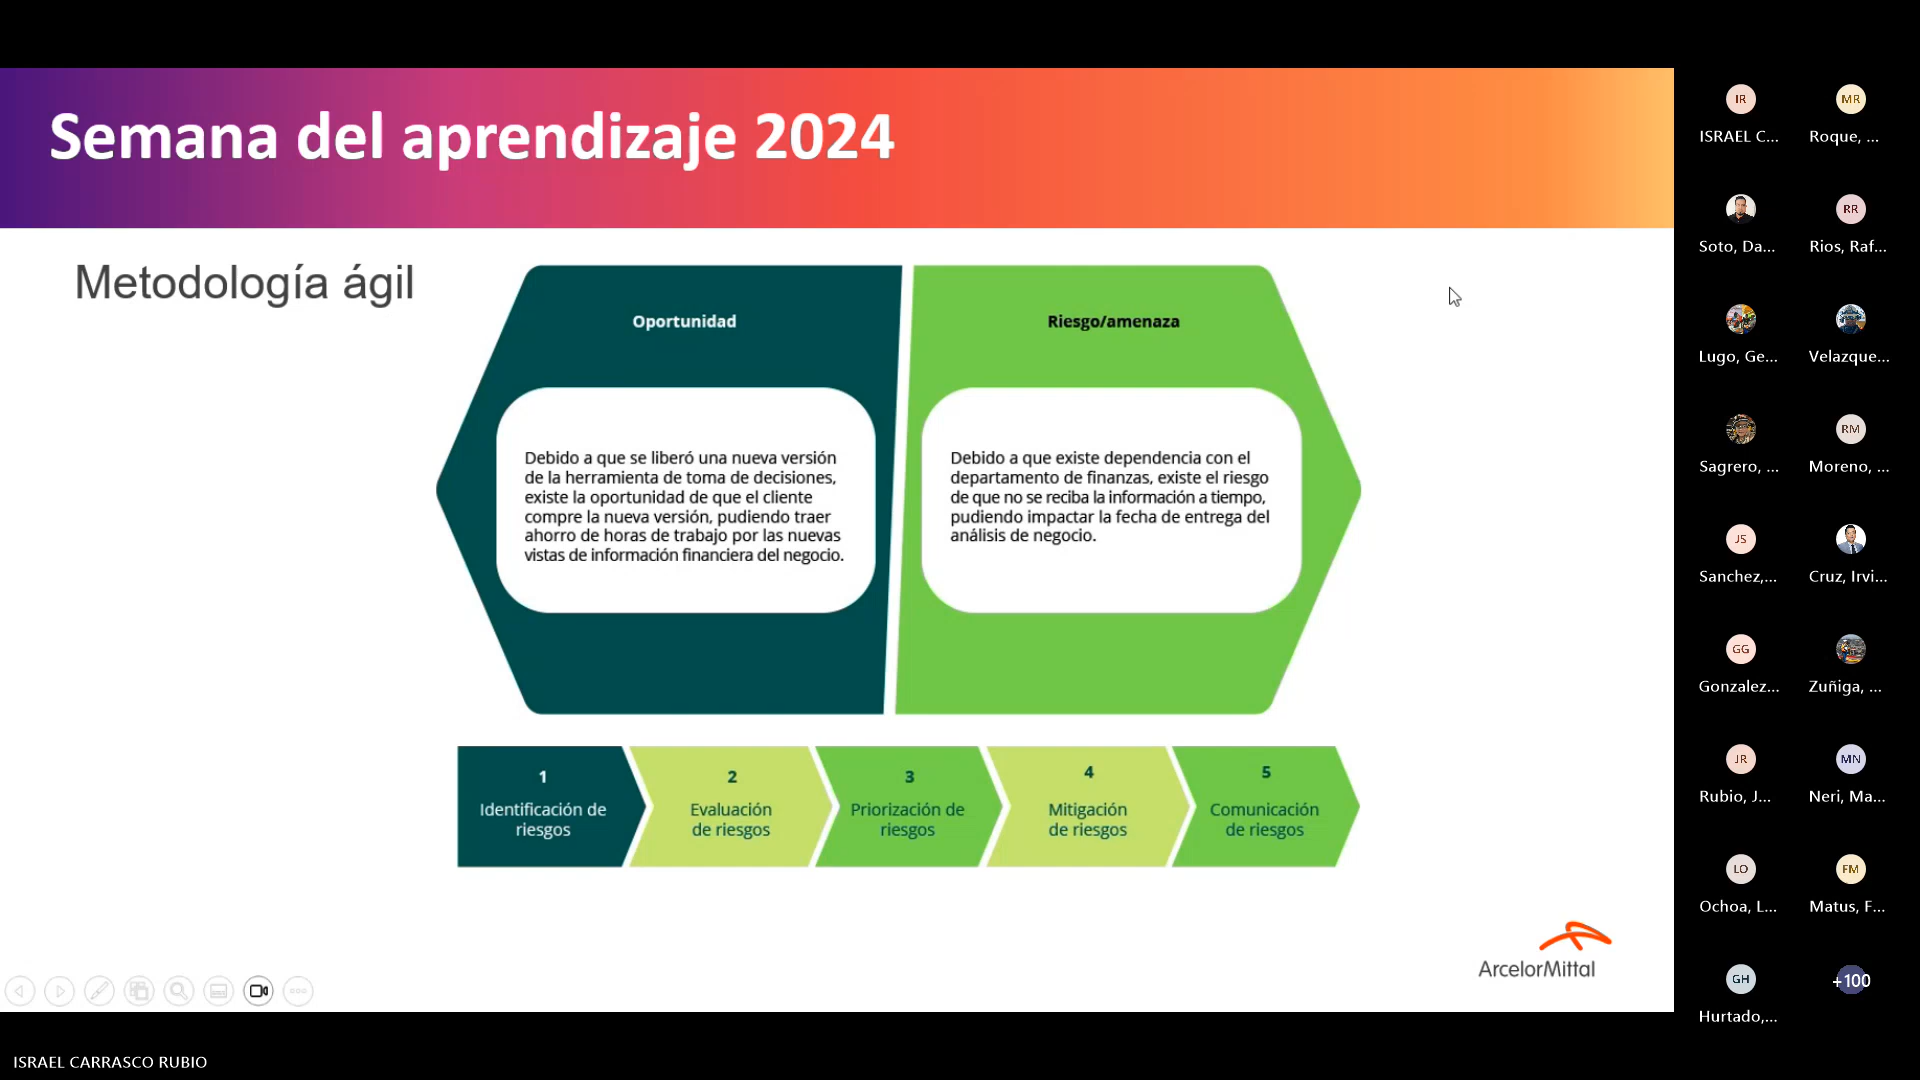 Semana del aprendizaje 2024
Metodología ágil
Oportunidad
Debido a que se liberó una nueva versión
de la herramienta de toma de decisiones,
existe la oportunidad de que el cliente
compre la nueva versión, pudiendo traer
ahorro de horas de trabajo por las nuevas
vistas de información financiera del negocio.
Riesgo/amenaza
Debido a que existe dependencia con el
departamento de finanzas, existe el riesgo
de que no se reciba la información a tiempo,
pudiendo impactar la fecha de entrega del
análisis de negocio.
1
Identificación de
riesgos
2
Evaluación
de riesgos
3
Priorización de
riesgos
4
Mitigación
de riesgos
5
Comunicación
de riesgos
ArcelorMittal
IR
ISRAEL C...
MR
Roque, ...
Soto, Da...
RR
Rios, Raf...
Lugo, Ge...
Velazque...
Sagrero, ...
RM
Moreno, ...
JS
Sanchez,...
Cruz, Irvi...
GG
Gonzalez...
Zuñiga, ...
JR
Rubio, J...
MN
Neri, Ma...
LO
Ochoa, L...
FM
Matus, F...
GH
Hurtado,...
+100
ISRAEL CARRASCO RUBIO